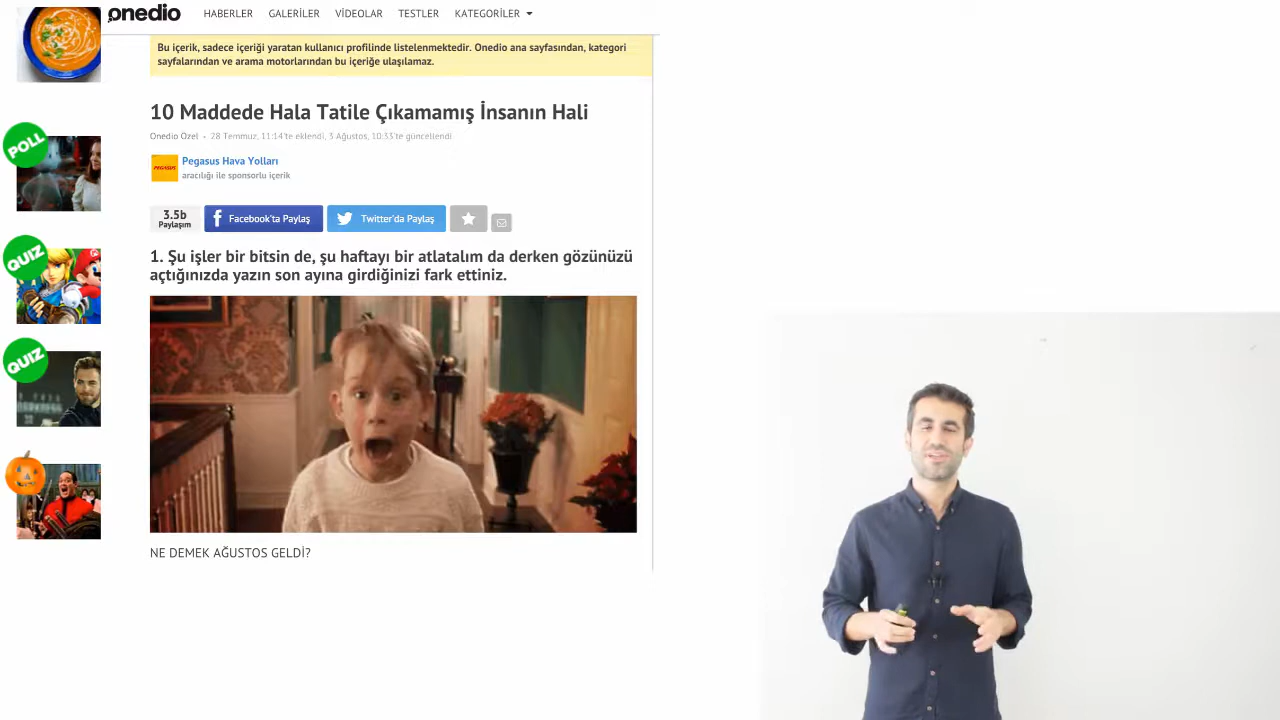 onedio
HABERLER GALERİLER VİDEOLAR TESTLER KATEGORİLER
Bu içerik, sadece içeriği yaratan kullanıcı profilinde listelenmektedir. Onedio ana sayfasından, kategori
sayfalarından ve arama motorlarından bu içeriğe ulaşılamaz.
10 Maddede Hala Tatile Çıkamamış İnsanın Hali
Onedio Özel - 28 Temmuz, 11:14'te eklendi, 3 Ağustos, 10:33'te güncellendi
PEGASUS
Pegasus Hava Yolları
aracılığı ile sponsorlu içerik
3.5b
Paylaşım
Facebook'ta Paylaş
Twitter'da Paylaş
1. Şu işler bir bitsin de, şu haftayı bir atlatalım da derken gözünüzü
açtığınızda yazın son ayına girdiğinizi fark ettiniz.
NE DEMEK AĞUSTOS GELDİ?
POLL
QUIZ
QUIZ